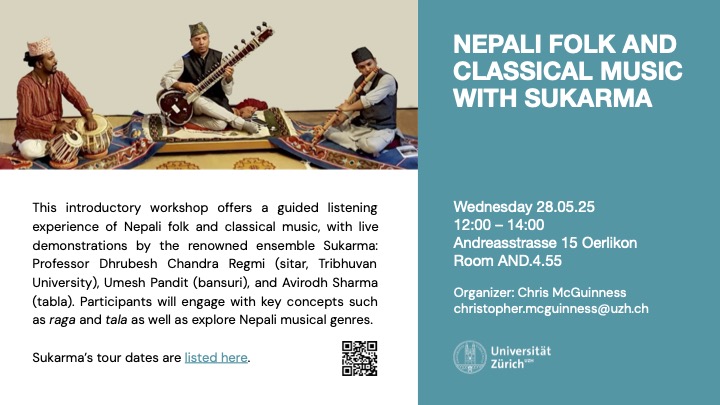 NEPALI FOLK AND
CLASSICAL MUSIC
WITH SUKARMA
This introductory workshop offers a guided listening
experience of Nepali folk and classical music, with live
demonstrations by the renowned ensemble Sukarma:
Professor Dhrubesh Chandra Regmi (sitar, Tribhuvan
University), Umesh Pandit (bansuri), and Avirodh Sharma
(tabla). Participants will engage with key concepts such
as raga and tala as well as explore Nepali musical genres.
Sukarma's tour dates are listed here.
Wednesday 28.05.25
12:00 – 14:00
Andreasstrasse 15 Oerlikon
Room AND.4.55
Organizer: Chris McGuinness
christopher.mcguinness@uzh.ch
Universität
Zürich UZH